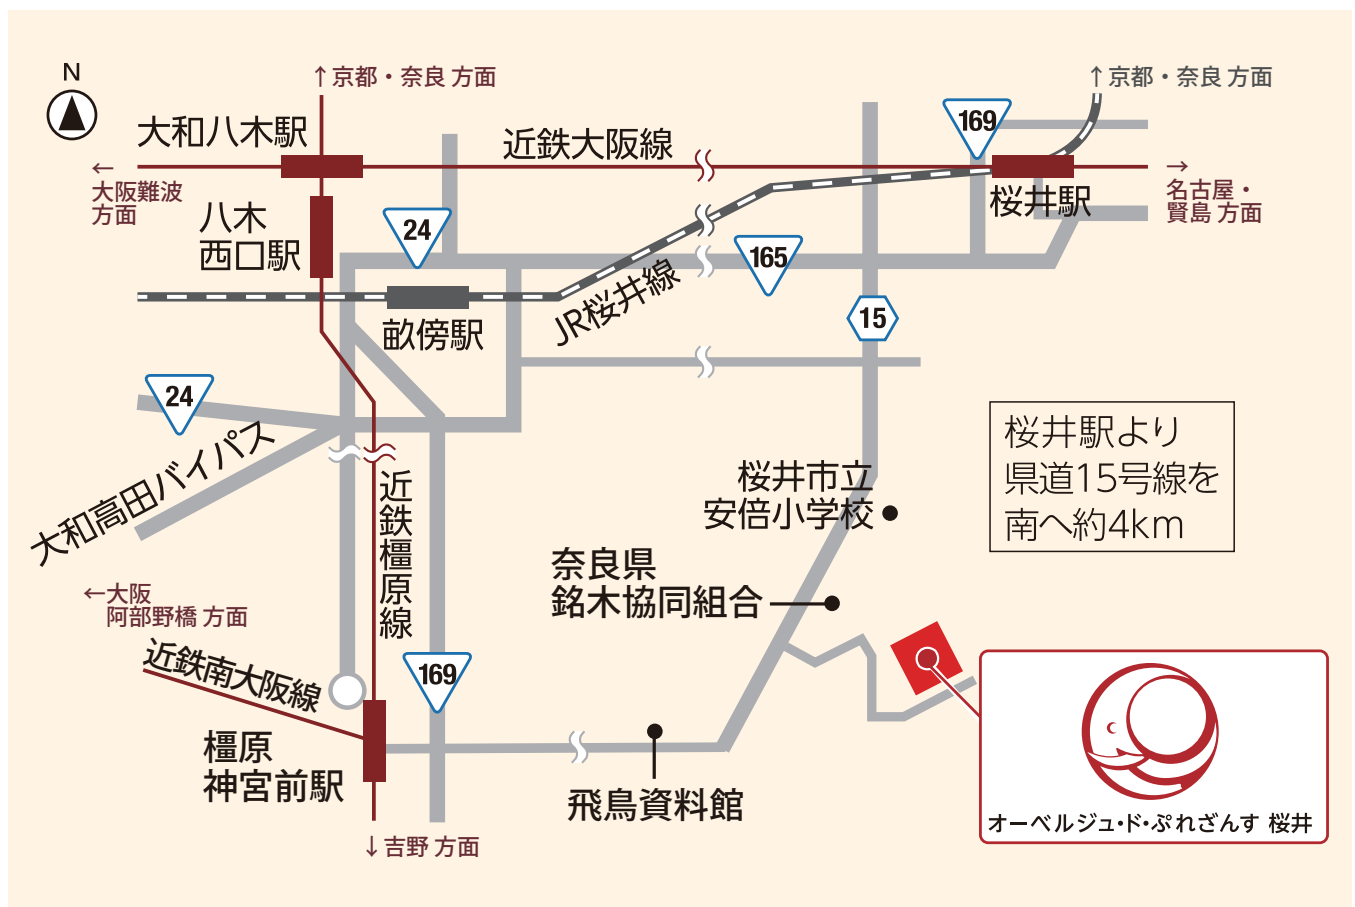 N
↑京都・奈良 方面
↑京都・奈良 方面
大和八木駅
近鉄大阪線
169
←
大阪難波
方面
→
名古屋・
賢島 方面
桜井駅
八木
西口駅
24
165
JR桜井線
15
畝傍駅
24
大和高田バイパス
桜井駅より
県道15号線を
南へ約4km
近鉄橿原線
桜井市立
安倍小学校
奈良県
銘木協同組合
←大阪
阿部野橋 方面
近鉄南大阪線
169
橿原
神宮前駅
飛鳥資料館
オーベルジュ・ド・ぷれざんす 桜井
↓吉野 方面